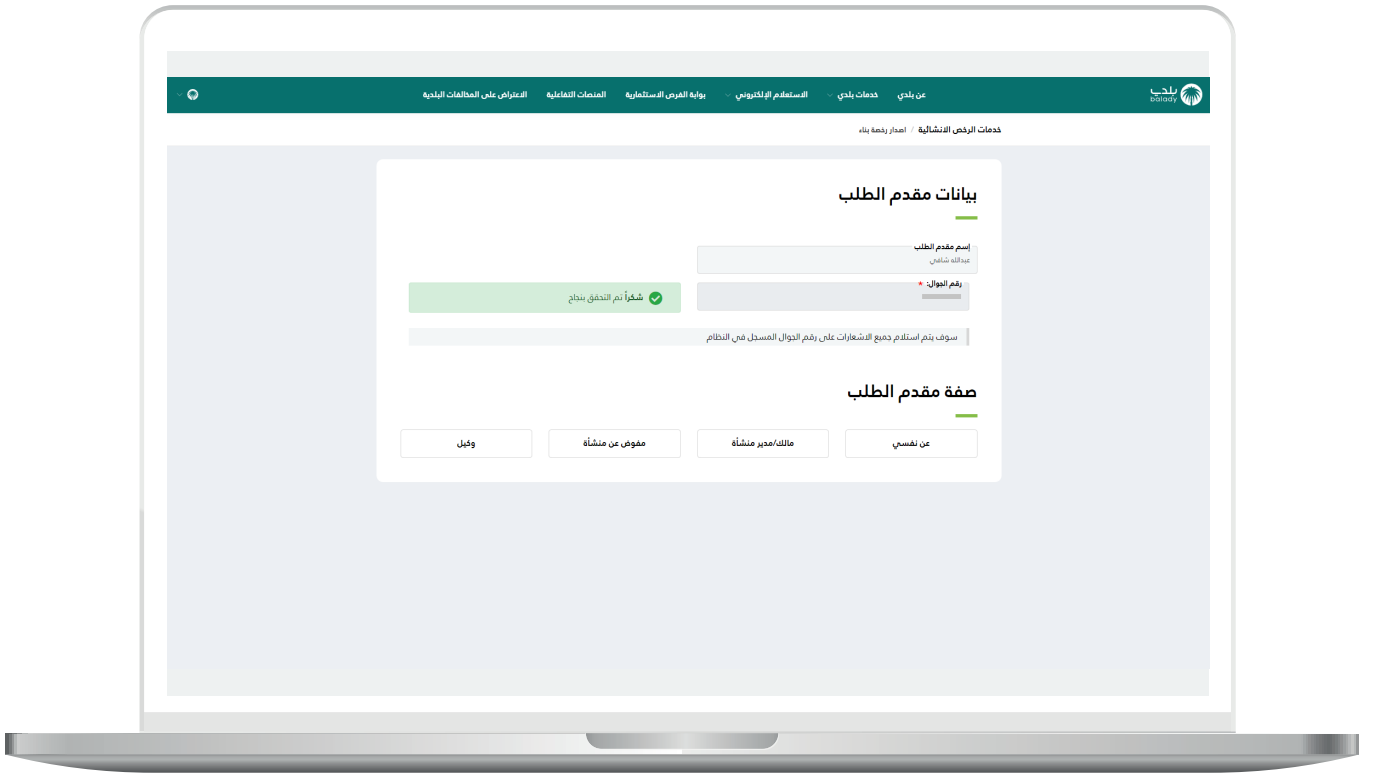 بلدي
balady
عن بلدي خدمات بلدي الاستعلام الإلكتروني بوابة الفرص الاستثمارية المنصات التفاعلية الاعتراض على المخالفات البلدية
خدمات الرخص الانشائية / اصدار رخصة بناء
بيانات مقدم الطلب
إسم مقدم الطلب
عبدالله شافي
رقم الجوال: *
شكراً تم التحقق بنجاح
سوف يتم استلام جميع الاشعارات على رقم الجوال المسجل في النظام
صفة مقدم الطلب
عن نفسي
مالك/مدير منشأة
مفوض عن منشأة
وكيل